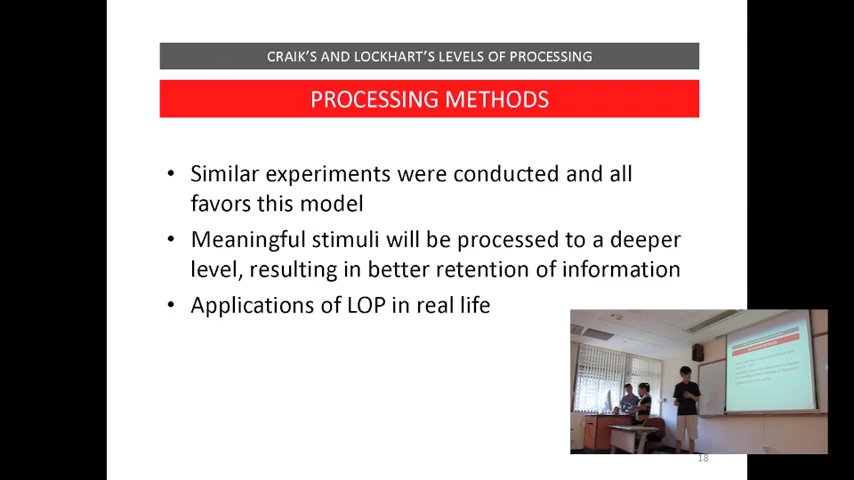 CRAIK'S AND LOCKHART'S LEVELS OF PROCESSING
PROCESSING METHODS
• Similar experiments were conducted and all
favors this model
• Meaningful stimuli will be processed to a deeper
level, resulting in better retention of information
• Applications of LOP in real life
18